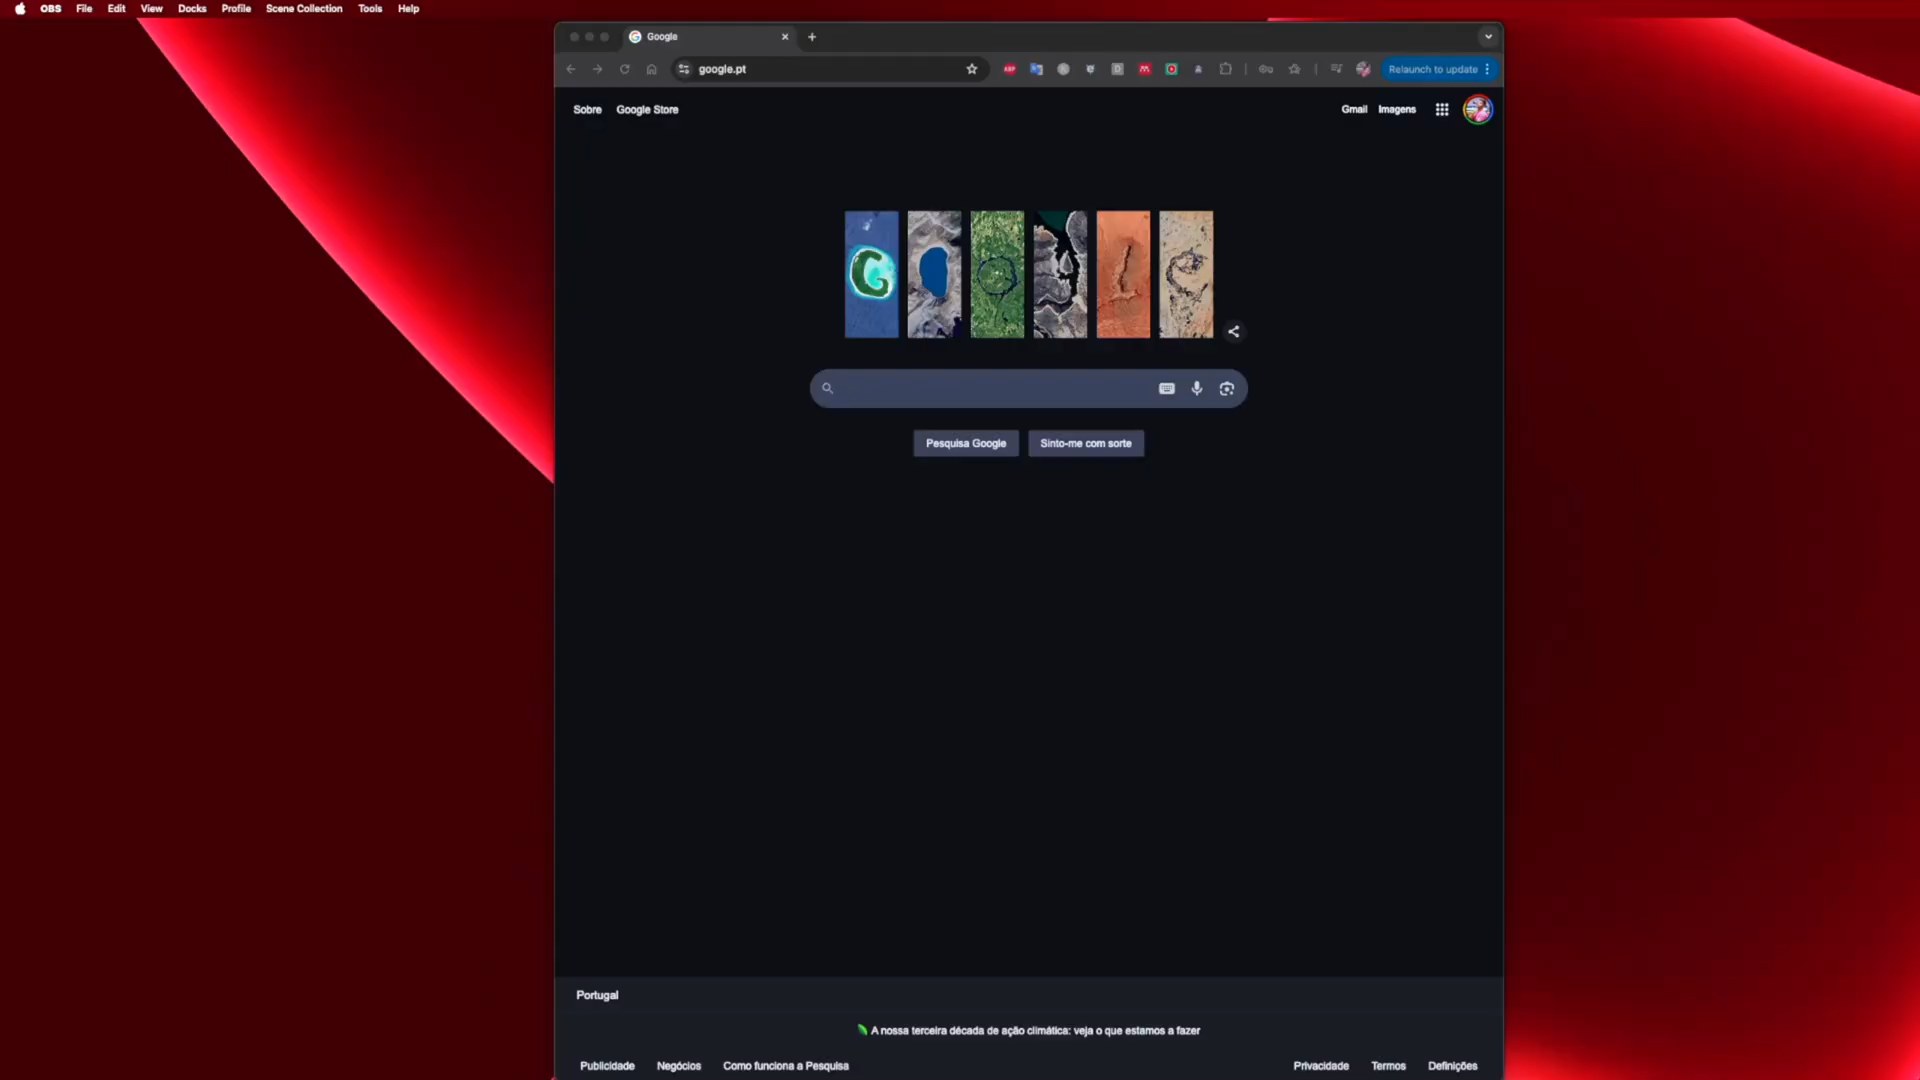 OBS File Edit View Docks Profile Scene Collection Tools Help
Google
google.pt
ABP
Relaunch to update
Sobre Google Store
Gmail Imagens
Pesquisa Google Sinto-me com sorte
Portugal
A nossa terceira década de ação climática: veja o que estamos a fazer
Publicidade Negócios Como funciona a Pesquisa
Privacidade Termos Definições